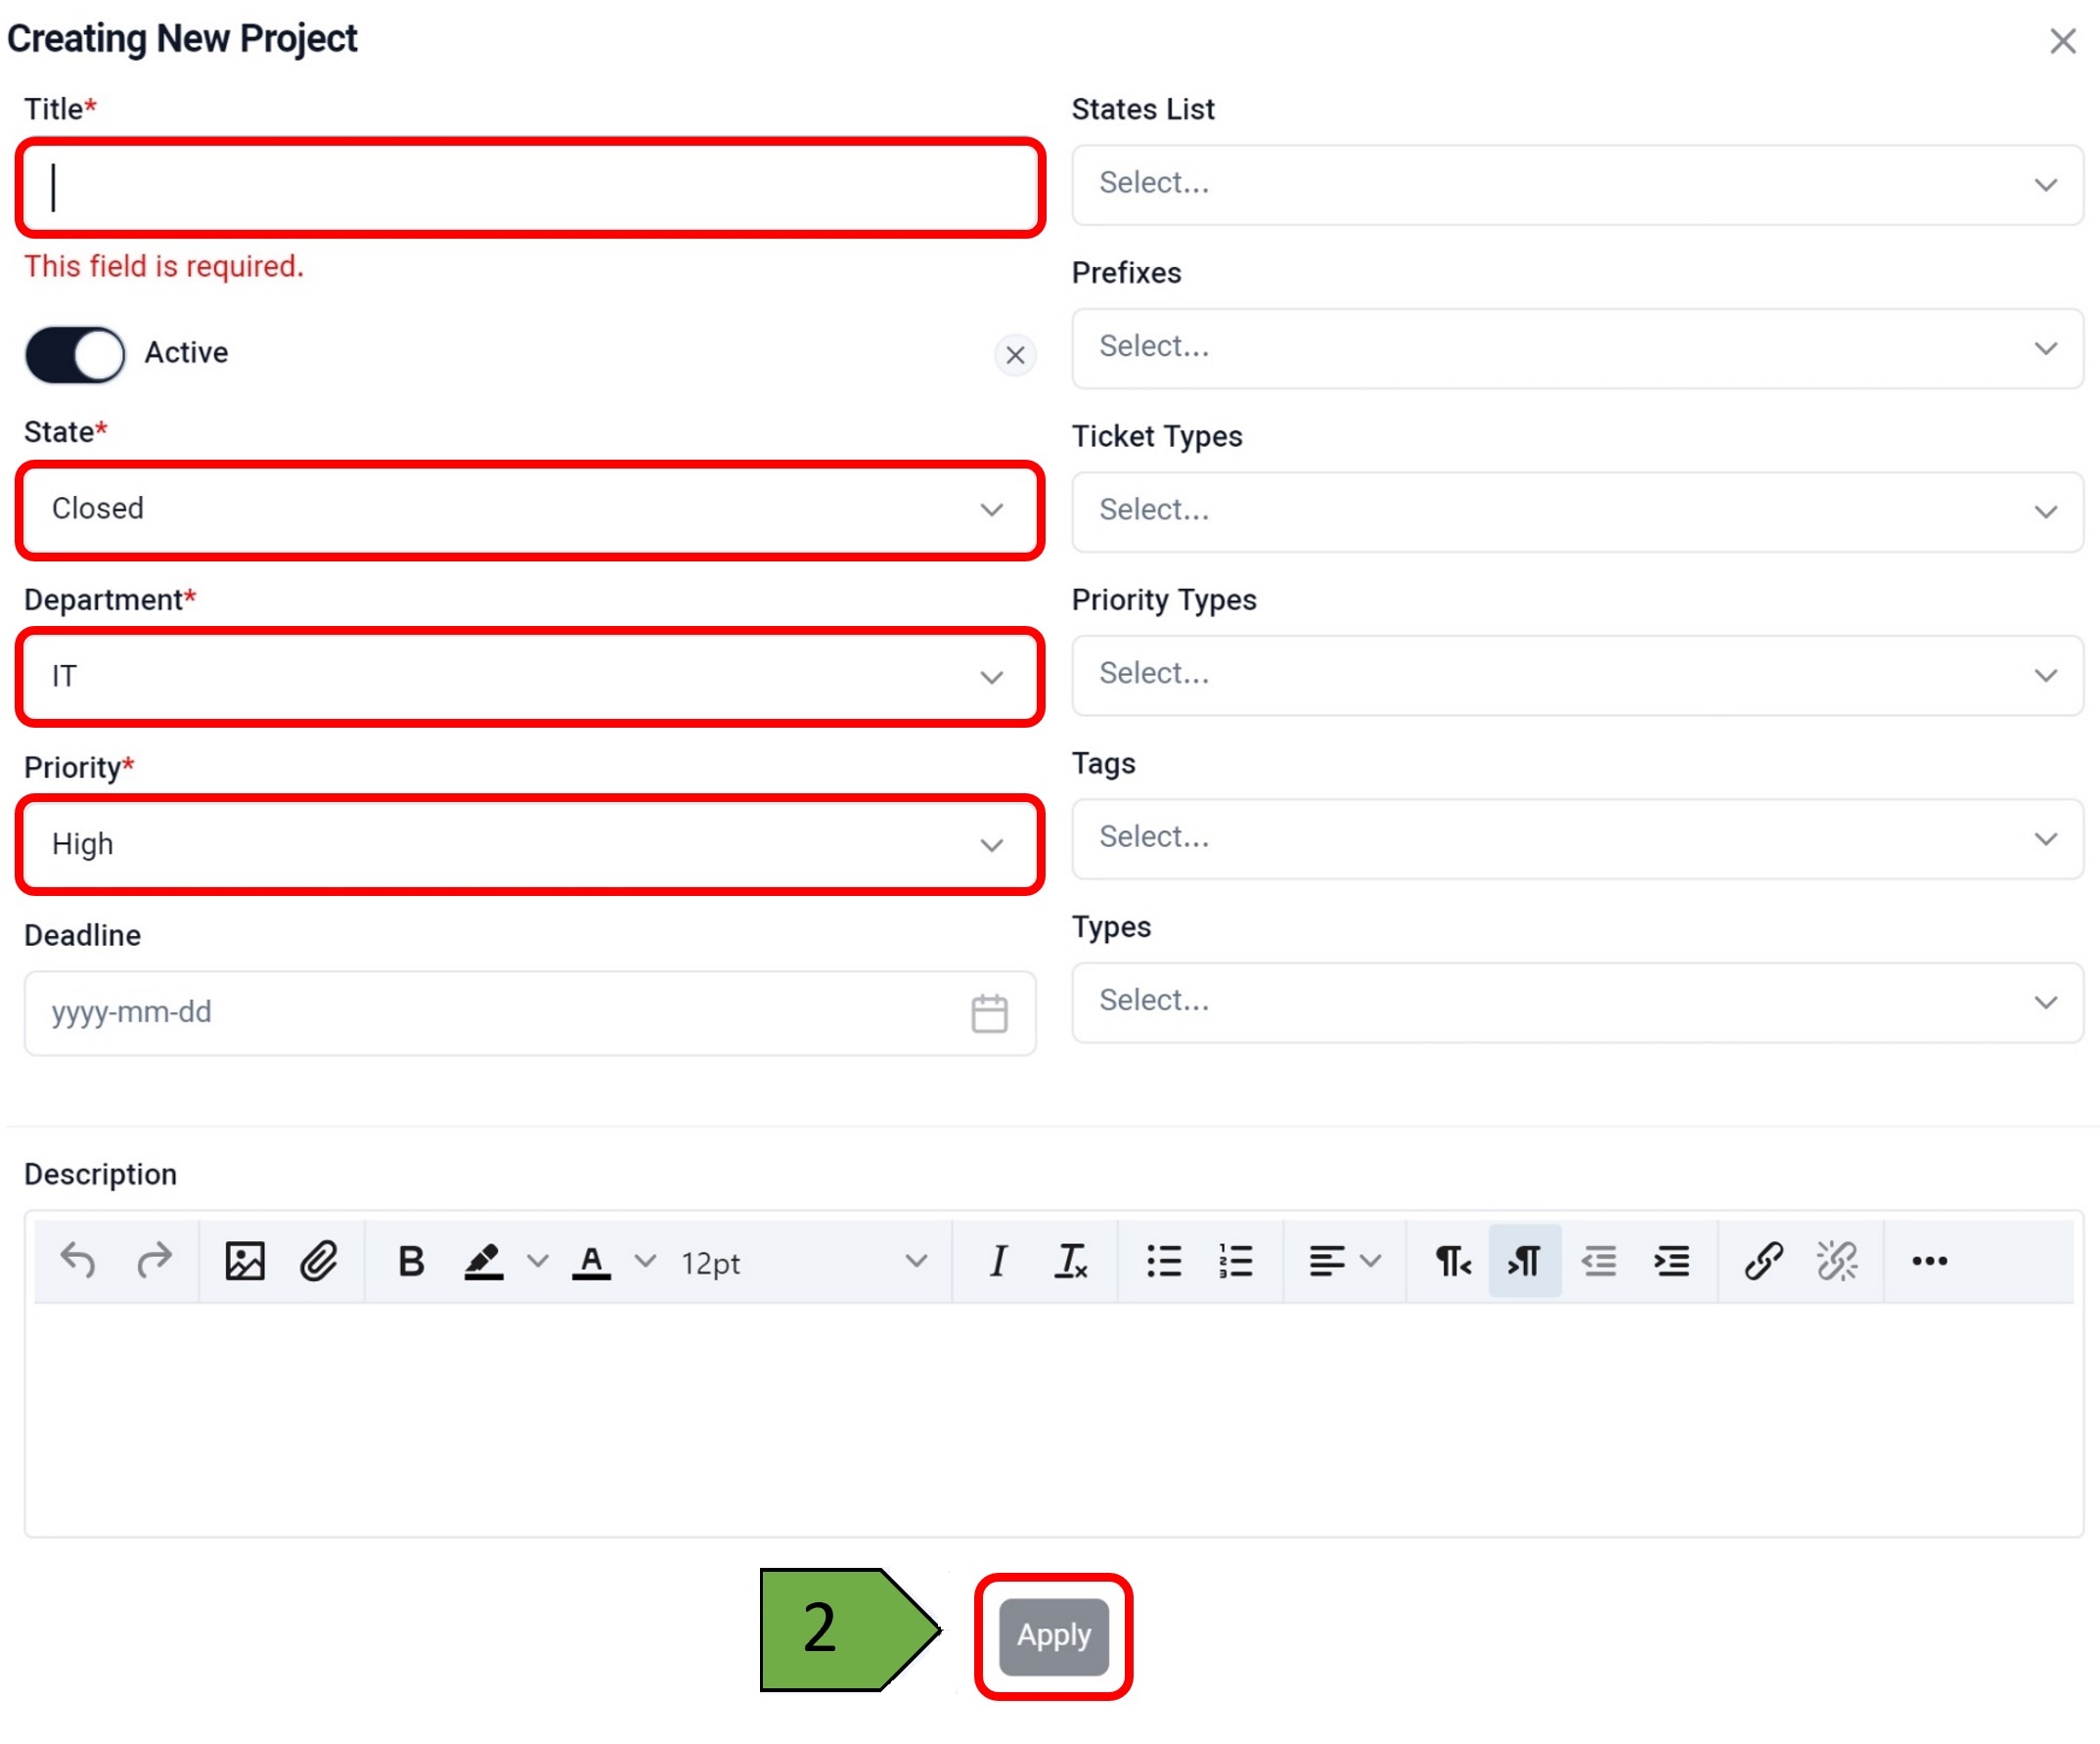 Creating New Project
Title*
This field is required.
Active
State*
Closed
Department*
IT
Priority*
High
Deadline
yyyy-mm-dd
States List
Select...
Prefixes
Select...
Ticket Types
Select...
Priority Types
Select...
Tags
Select...
Types
Select...
Description
12pt
2
Apply